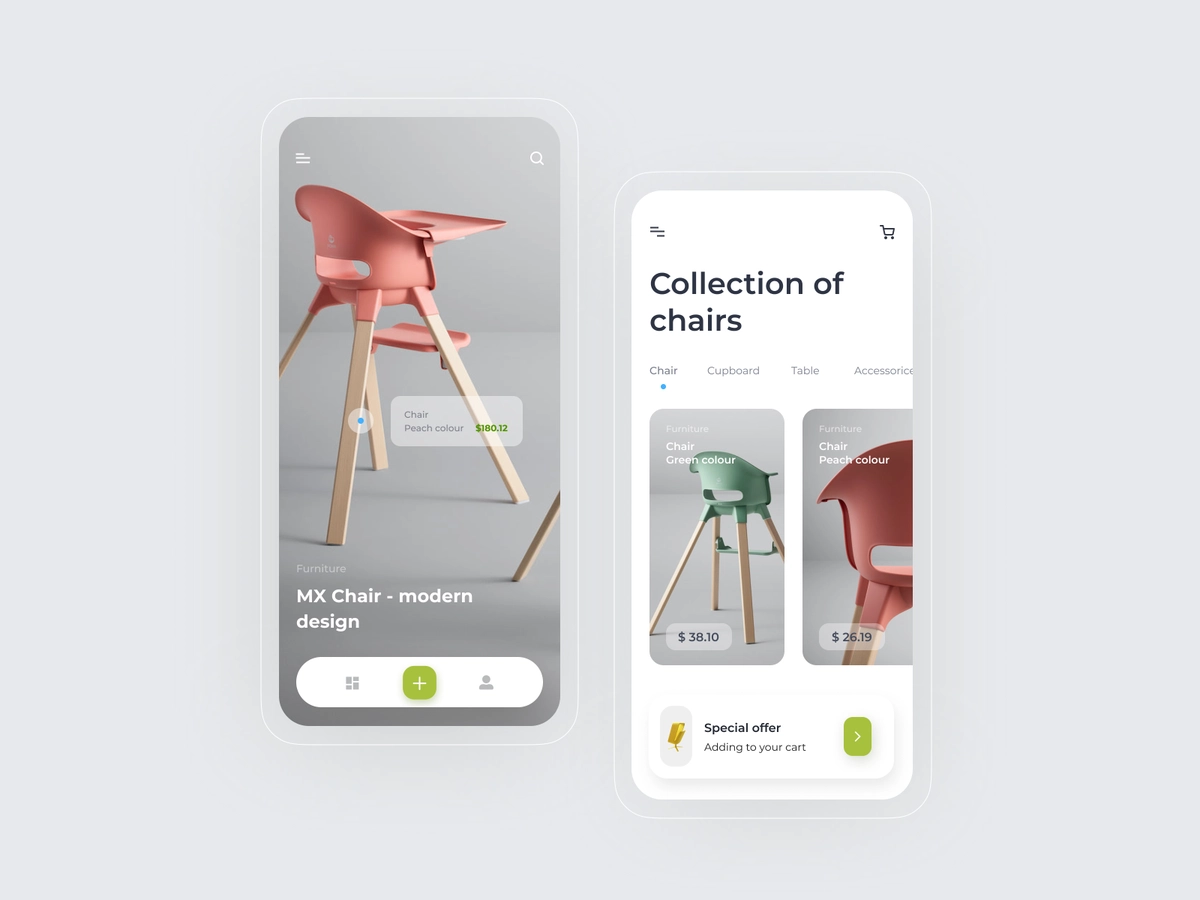 Chair
Peach colour $180.12
Furniture
MX Chair - modern
design
Collection of
chairs
Chair Cupboard Table Accessorice
Furniture
Chair
Green colour
$ 38.10
Furniture
Chair
Peach colour
$ 26.19
Special offer
Adding to your cart